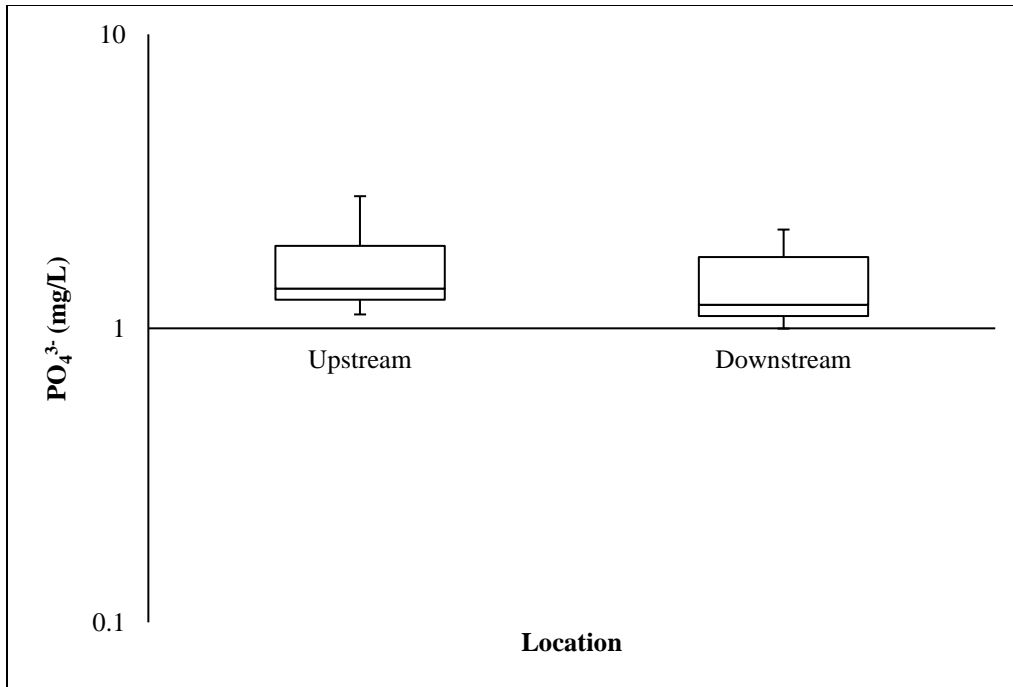 10
PO₄³⁻ (mg/L)
1
Upstream
Downstream
0.1
Location